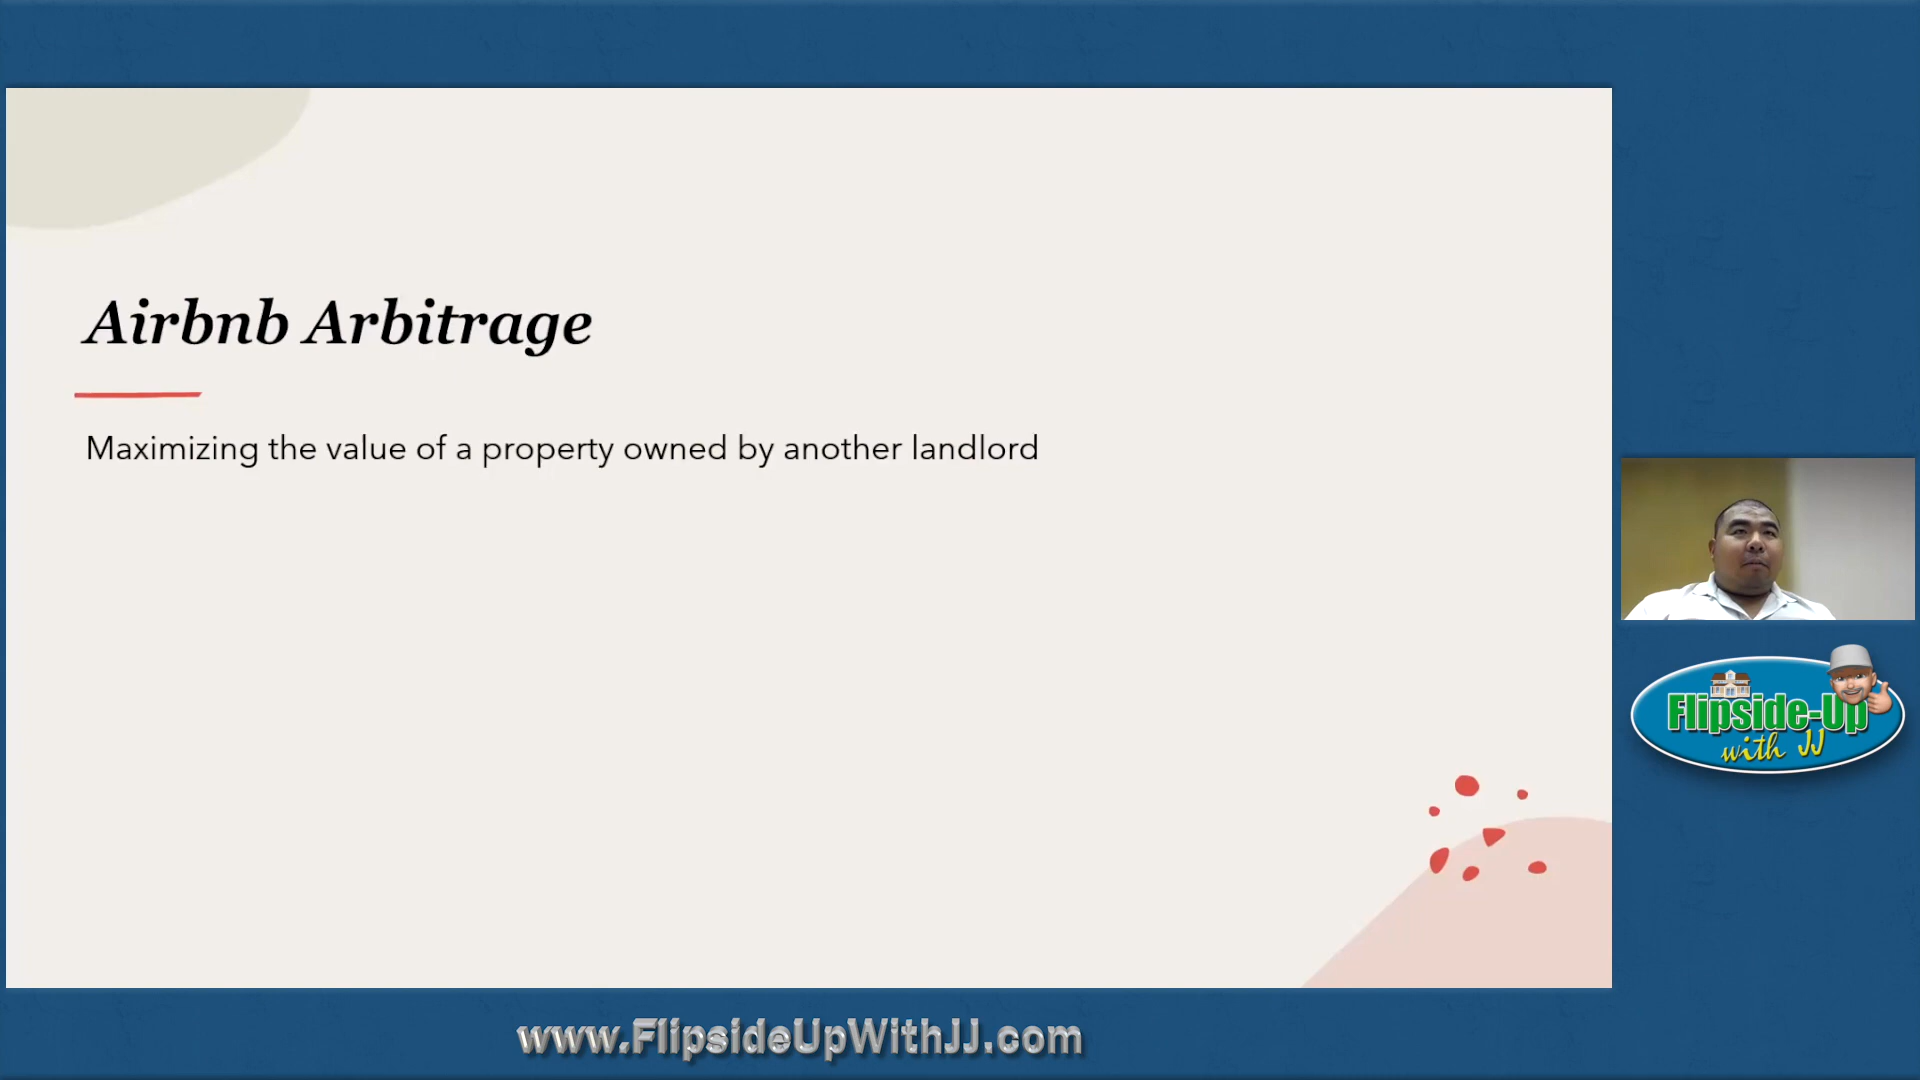 Airbnb Arbitrage
Maximizing the value of a property owned by another landlord
Flipside-Up
with JJ
www.FlipsideUpWithJJ.com